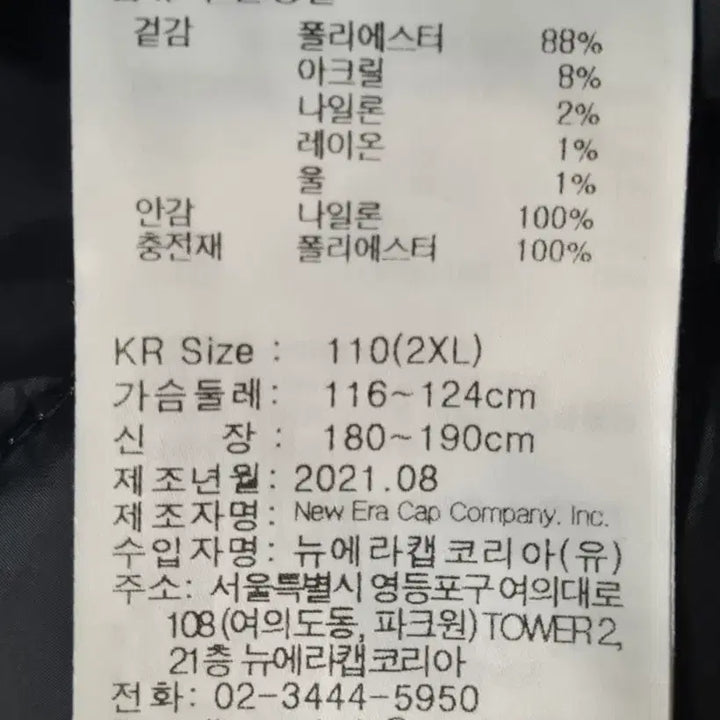 겉감 폴리에스터 88%
아크릴 8%
나일론 2%
레이온 1%
울 1%
안감 나일론 100%
충전재 폴리에스터 100%
KR Size : 110(2XL)
가슴둘레: 116~124cm
신 장 : 180~190cm
제조년월: 2021.08
제조자명: New Era Cap Company. Inc.
수입자명: 뉴에라캡코리아(유)
주소: 서울특별시 영등포구 여의대로
108 (여의도동, 파크원) TOWER 2,
21층 뉴에라캡코리아
전화: 02-3444-5950